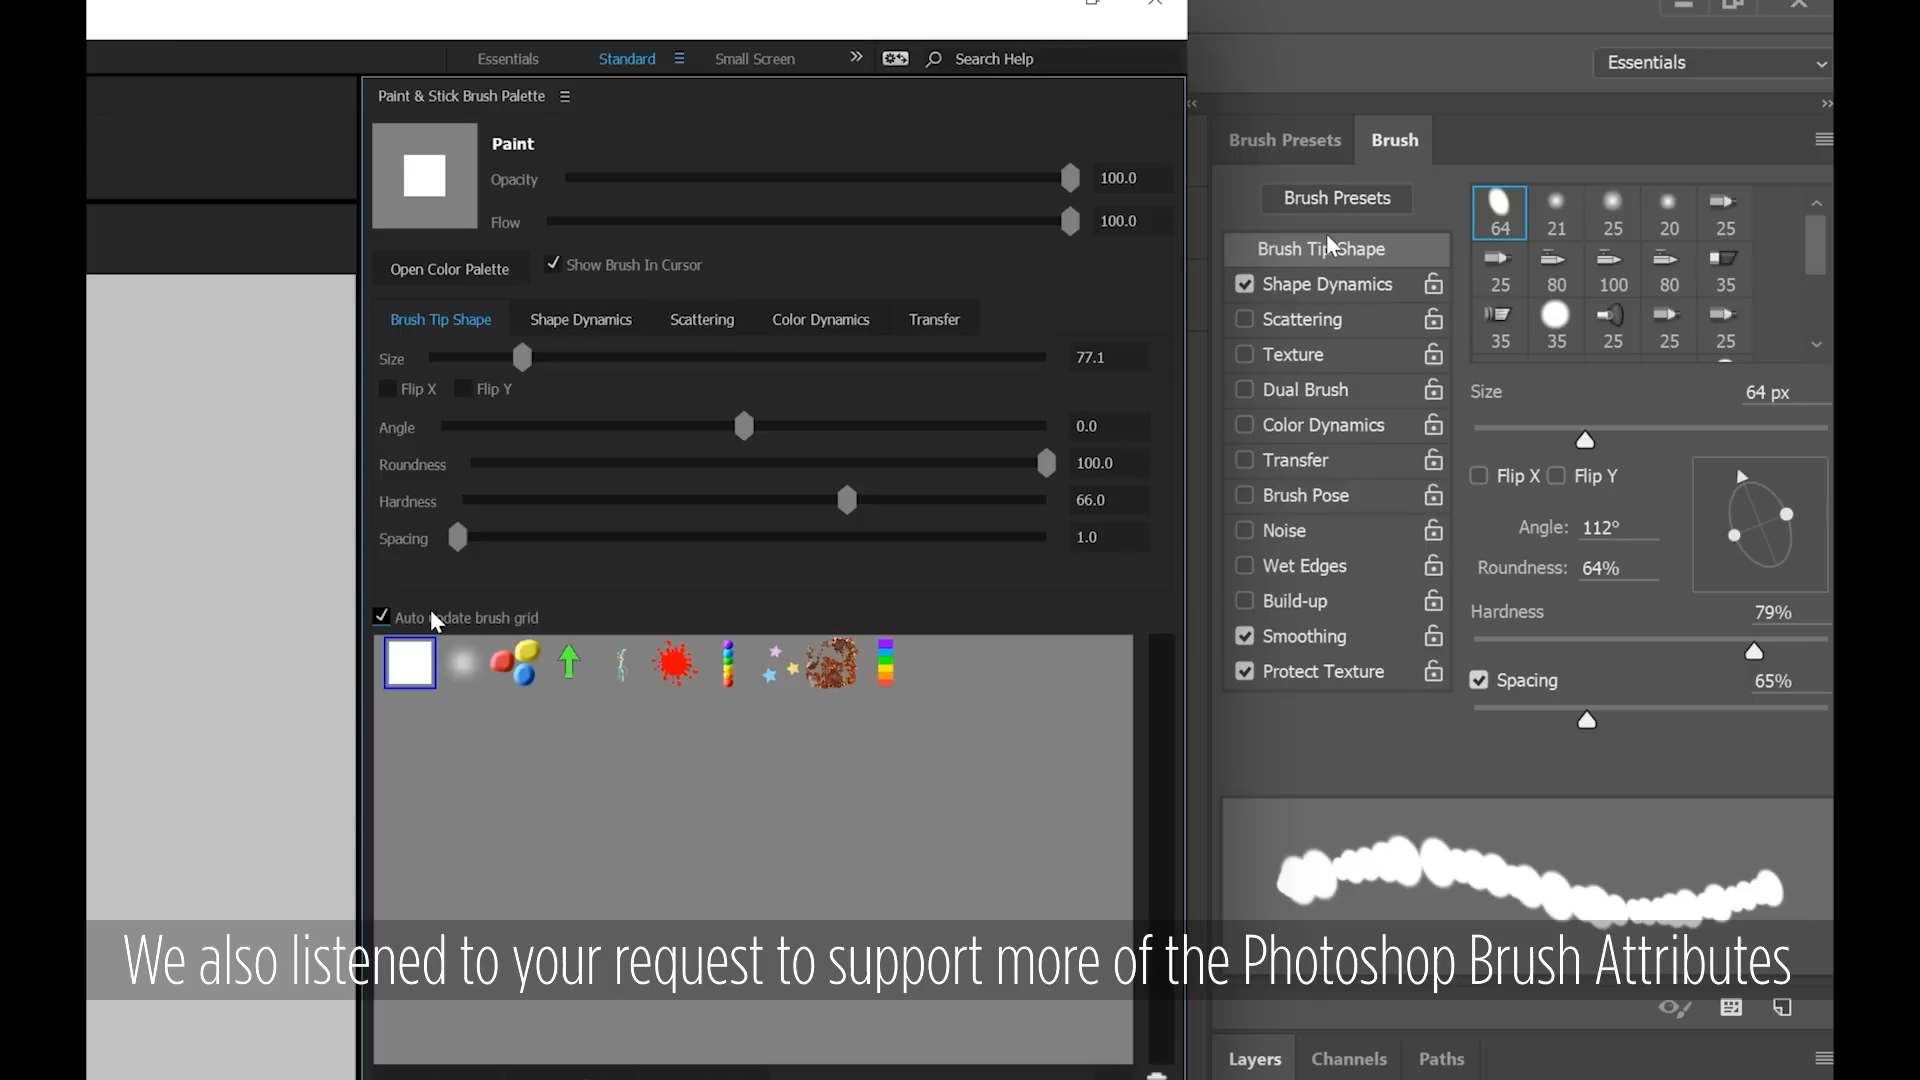 Essentials Standard Small Screen Search Help
Essentials
Paint & Stick Brush Palette
Paint
Opacity 100.0
Flow 100.0
Open Color Palette Show Brush In Cursor
Brush Tip Shape Shape Dynamics Scattering Color Dynamics Transfer
Size 77.1
Flip X Flip Y
Angle 0.0
Roundness 100.0
Hardness 66.0
Spacing 1.0
Auto update brush grid
Brush Presets Brush
Brush Presets
Brush Tip Shape
Shape Dynamics
Scattering
Texture
Dual Brush
Color Dynamics
Transfer
Brush Pose
Noise
Wet Edges
Build-up
Smoothing
Protect Texture
64 21 25 20 25
25 80 100 80 35
35 35 25 25 25
Size 64 px
Flip X Flip Y
Angle: 112°
Roundness: 64%
Hardness 79%
Spacing 65%
We also listened to your request to support more of the Photoshop Brush Attributes
Layers Channels Paths